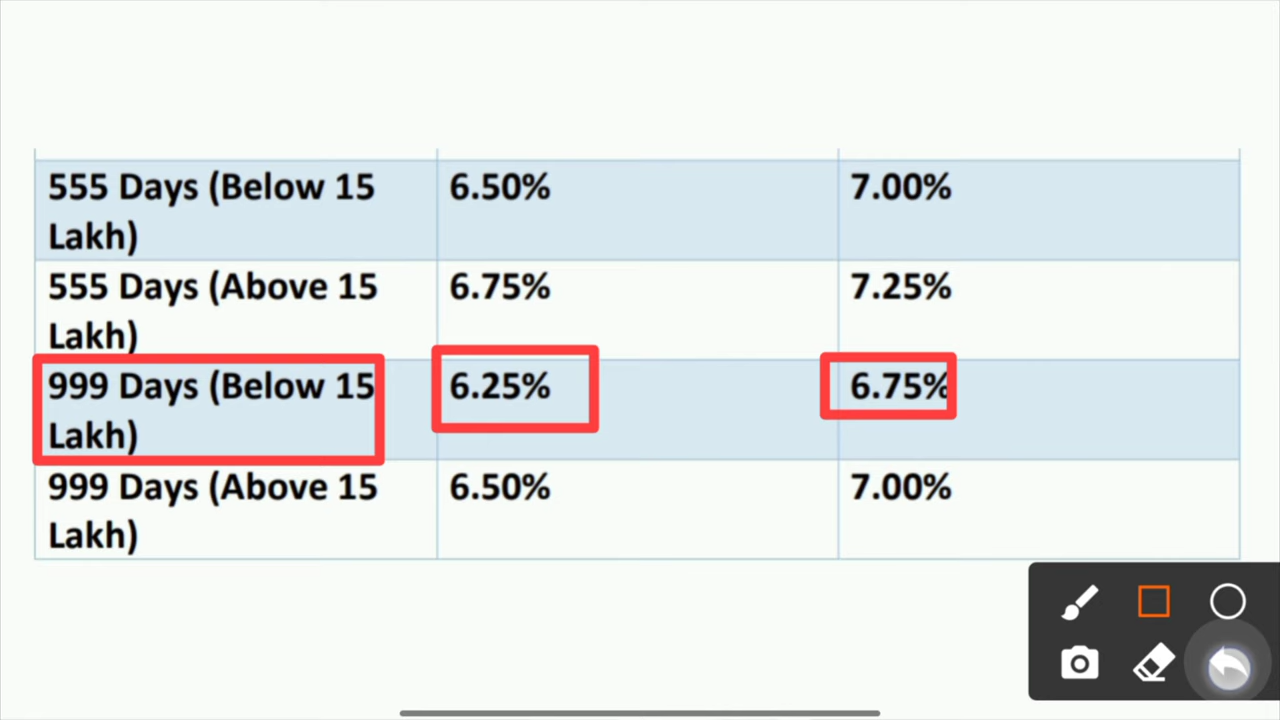 555 Days (Below 15 6.50% 7.00%
Lakh)
555 Days (Above 15 6.75% 7.25%
Lakh)
999 Days (Below 15 6.25% 6.75%
Lakh)
999 Days (Above 15 6.50% 7.00%
Lakh)